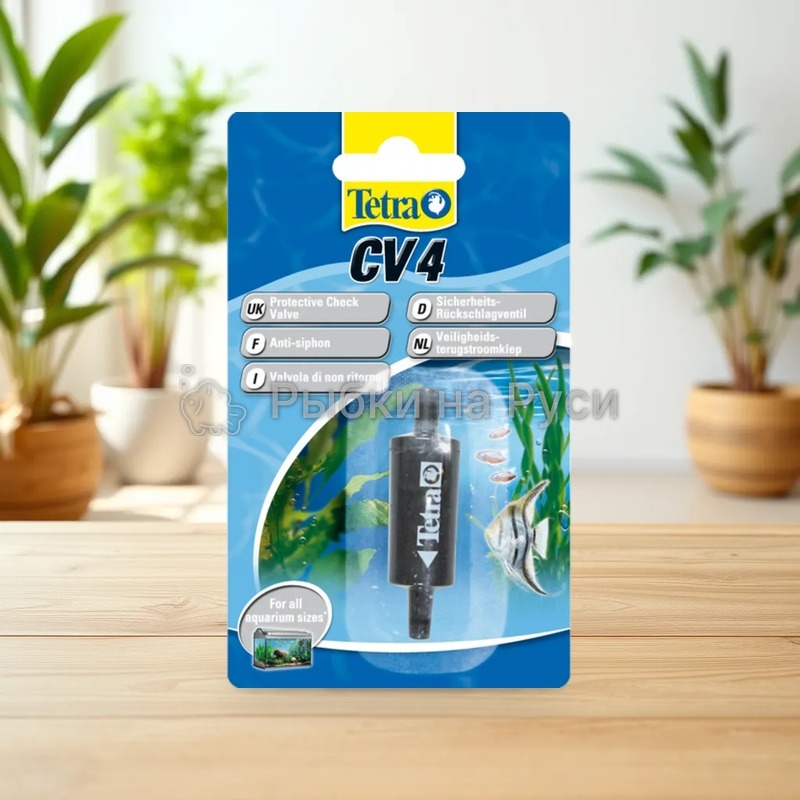 Tetra
CV4
UK Protective Check
Valve
D Sicherheits-
Rückschlagventil
F Anti-siphon
NL Veiligheids-
terugstroomklep
I Valvola di non ritorno
Рыбки на Руси
Tetra
For all
aquarium sizes*